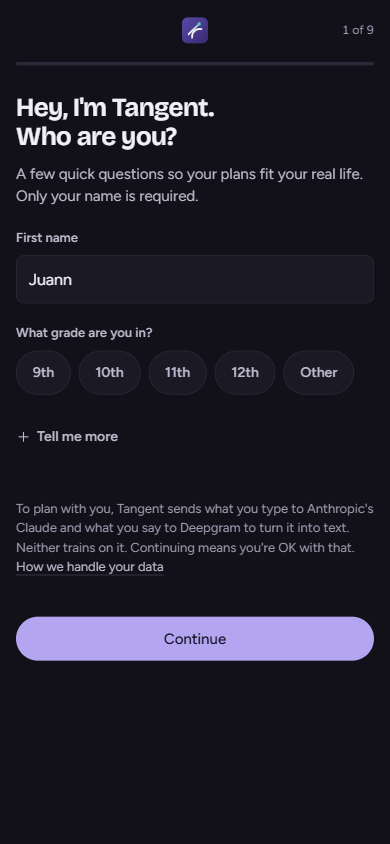 1 of 9
Hey, I'm Tangent.
Who are you?
A few quick questions so your plans fit your real life.
Only your name is required.
First name
Juann
What grade are you in?
9th 10th 11th 12th Other
+ Tell me more
To plan with you, Tangent sends what you type to Anthropic's
Claude and what you say to Deepgram to turn it into text.
Neither trains on it. Continuing means you're OK with that.
How we handle your data
Continue